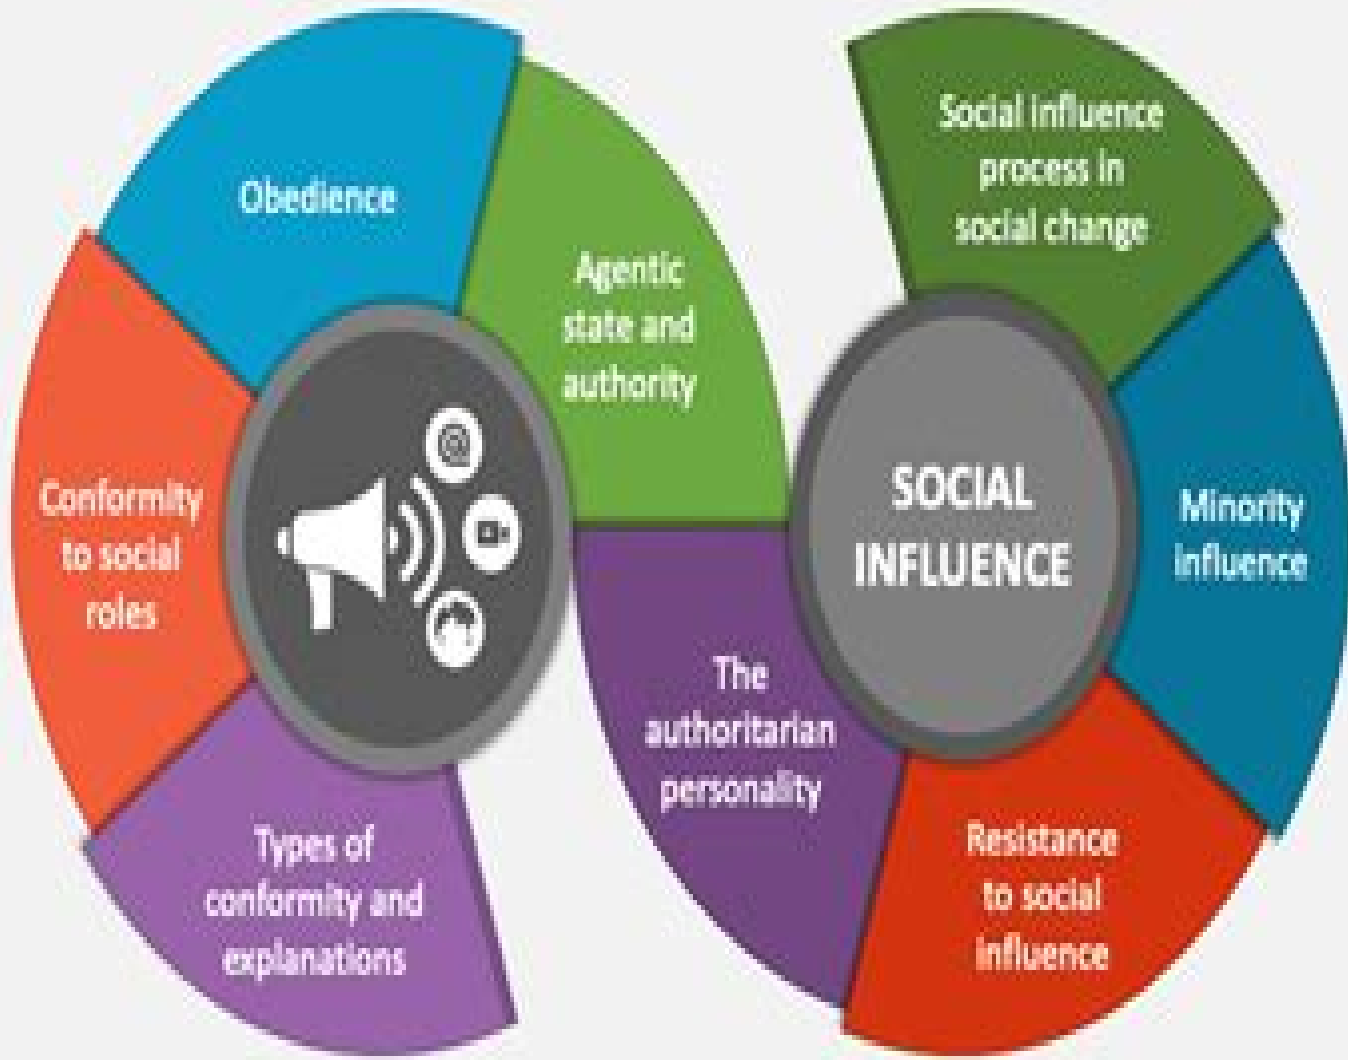 Obedience
Agentic
state and
authority
Conformity
to social
roles
Types of
conformity and
explanations
The
authoritarian
personality
SOCIAL
INFLUENCE
Social influence
process in
social change
Minority
influence
Resistance
to social
influence